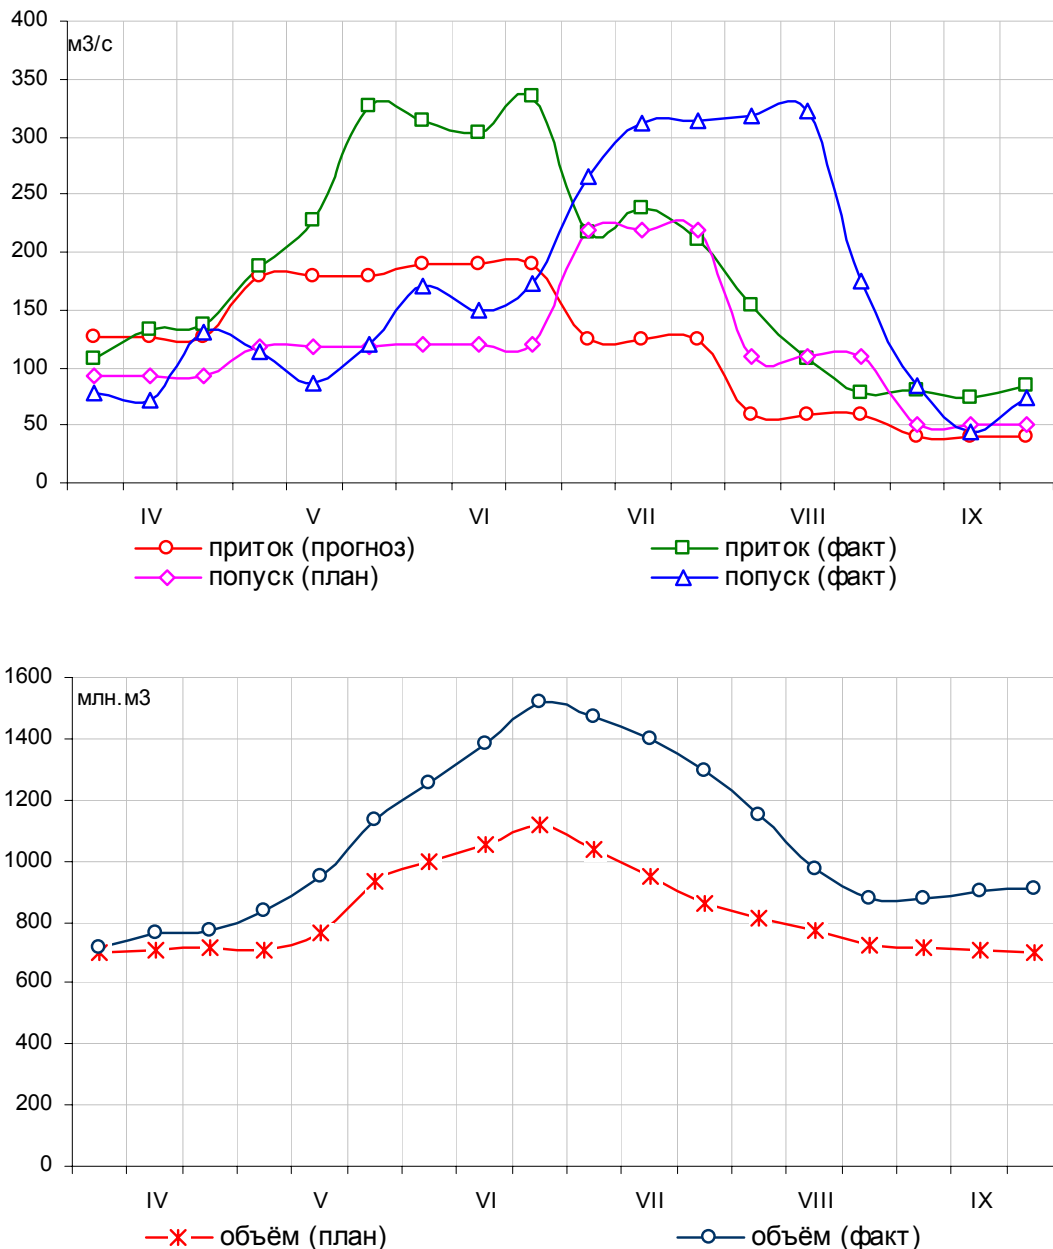 400
м3/с
350
300
250
200
150
100
50
0
IV V VI VII VIII IX
приток (прогноз) приток (факт)
попуск (план) попуск (факт)
1600
млн.м3
1400
1200
1000
800
600
400
200
0
IV V VI VII VIII IX
объём (план) объём (факт)